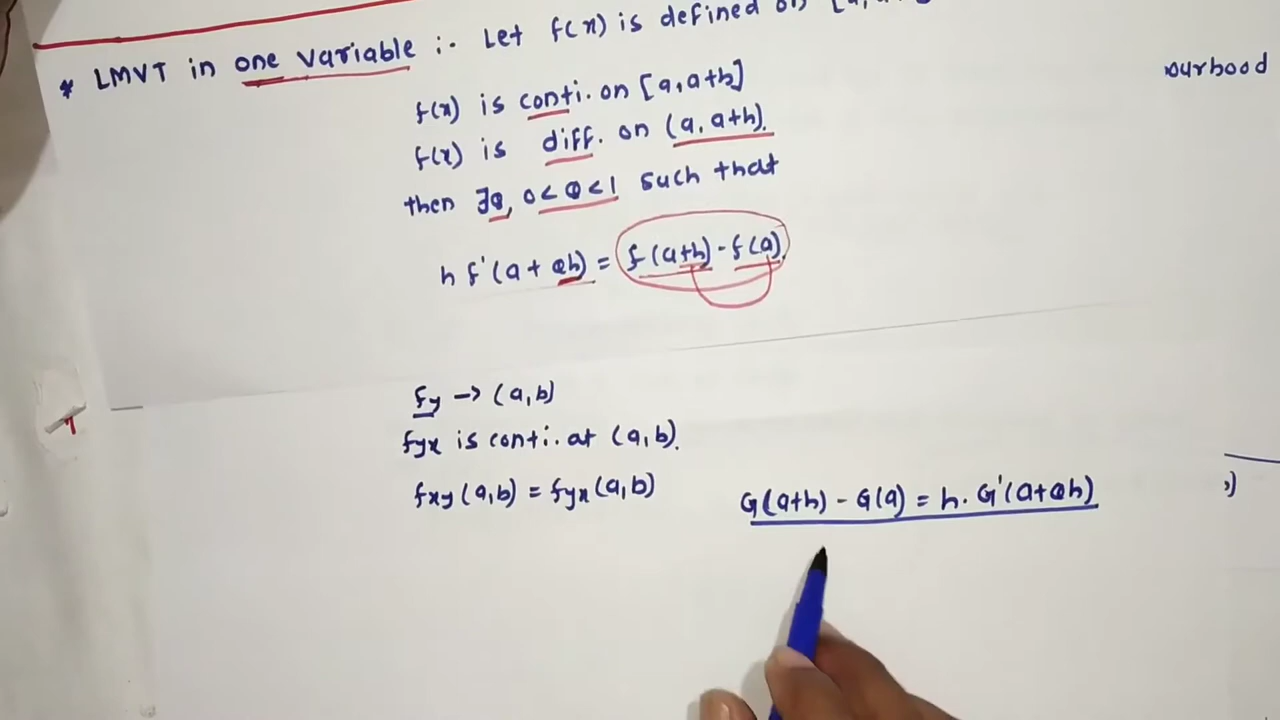 * LMVT in one variable :- Let f(x) is defined on
ourhood
f(x) is conti. on [a, a+h]
f(x) is diff. on (a, a+h).
then ∃θ, 0<θ<1 such that
h f'(a + θh) = f(a+h) - f(a).
fy -> (a,b)
fyx is conti. at (a,b).
fxy(a,b) = fyx(a,b)
G(a+h) - G(a) = h. G'(a+θh)